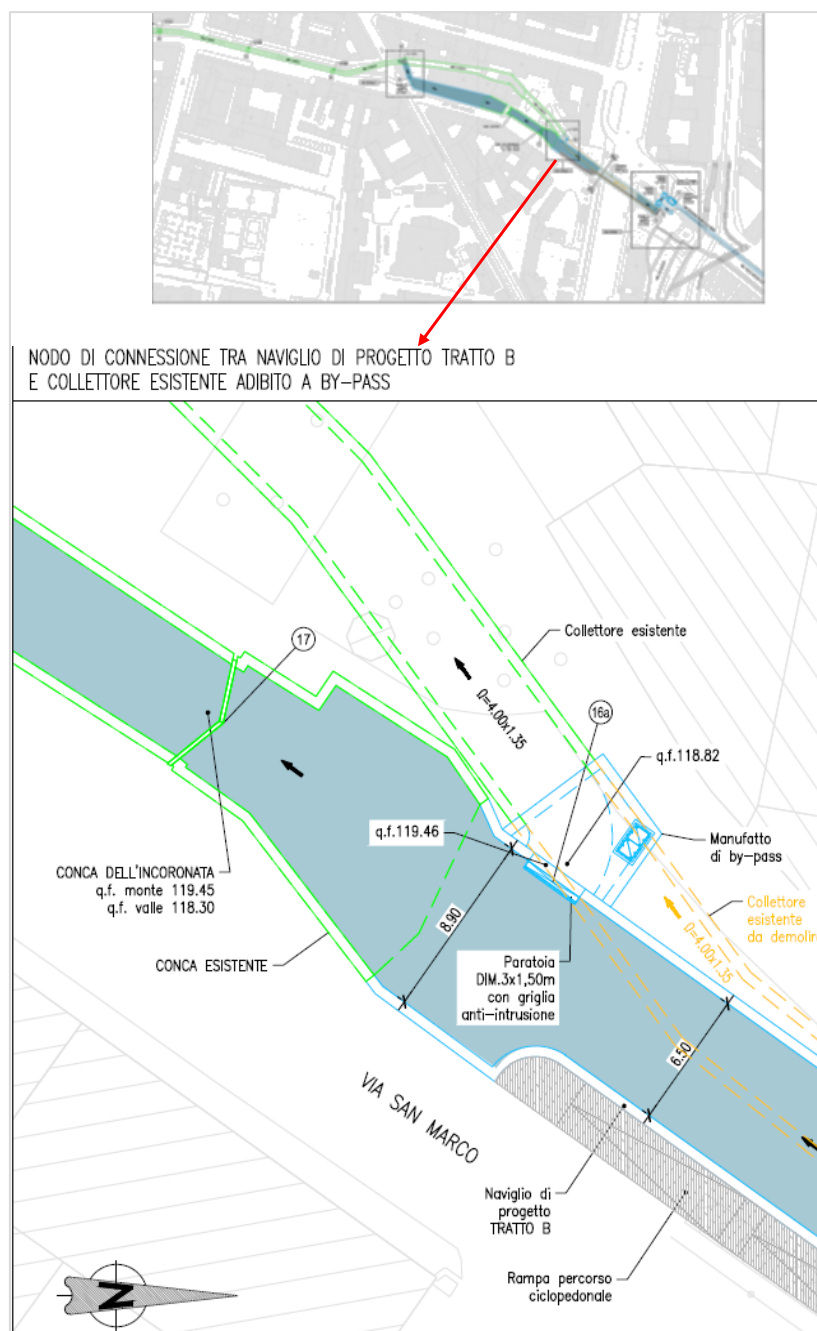 NODO DI CONNESSIONE TRA NAVIGLIO DI PROGETTO TRATTO B
E COLLETTORE ESISTENTE ADIBITO A BY-PASS
17
Collettore esistente
Ω=4.00x1.35
16a
q.f.118.82
q.f.119.46
Manufatto
di by-pass
CONCA DELL'INCORONATA
q.f. monte 119.45
q.f. valle 118.30
8.90
Collettore
esistente
da demolir
Ω=4.00x1.35
CONCA ESISTENTE
Paratoia
DIM.3x1,50m
con griglia
anti-intrusione
6.50
VIA SAN MARCO
Naviglio di
progetto
TRATTO B
Rampa percorso
ciclopedonale
N